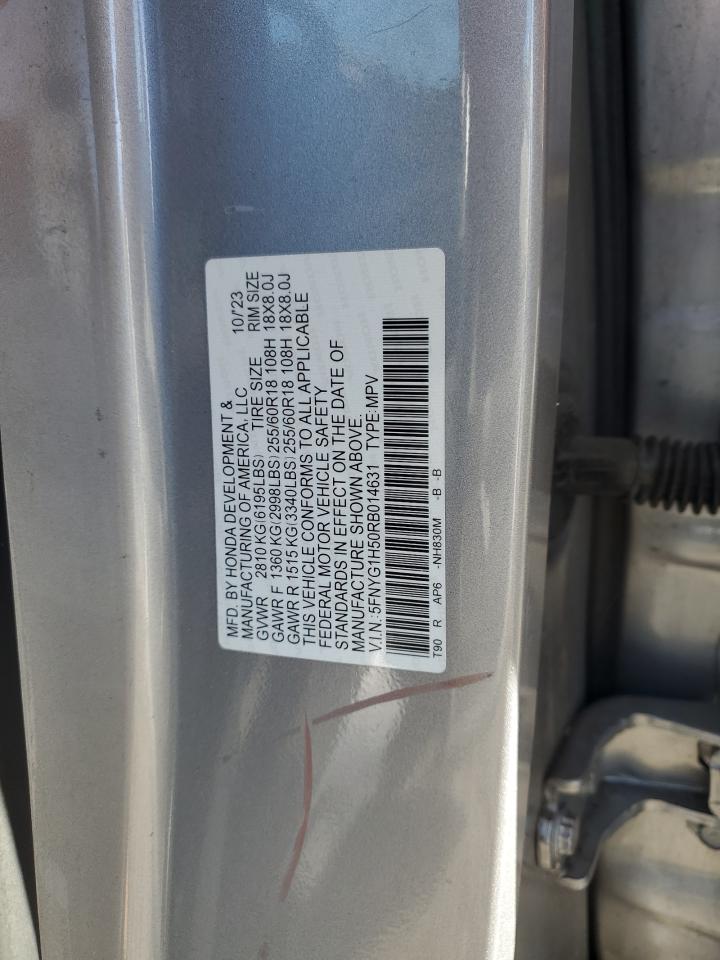 MFD. BY HONDA DEVELOPMENT &
MANUFACTURING OF AMERICA, LLC 10/'23
GVWR 2810 KG(6195LBS) TIRE SIZE RIM SIZE
GAWR F 1360 KG(2998LBS)255/60R18 108H 18X8.0J
GAWR R 1515 KG(3340LBS)255/60R18 108H 18X8.0J
THIS VEHICLE CONFORMS TO ALL APPLICABLE
FEDERAL MOTOR VEHICLE SAFETY
STANDARDS IN EFFECT ON THE DATE OF
MANUFACTURE SHOWN ABOVE.
V.I.N.:5FNYG1H50RB014631 TYPE:MPV
T90 R AP6 -NH830M -B -B